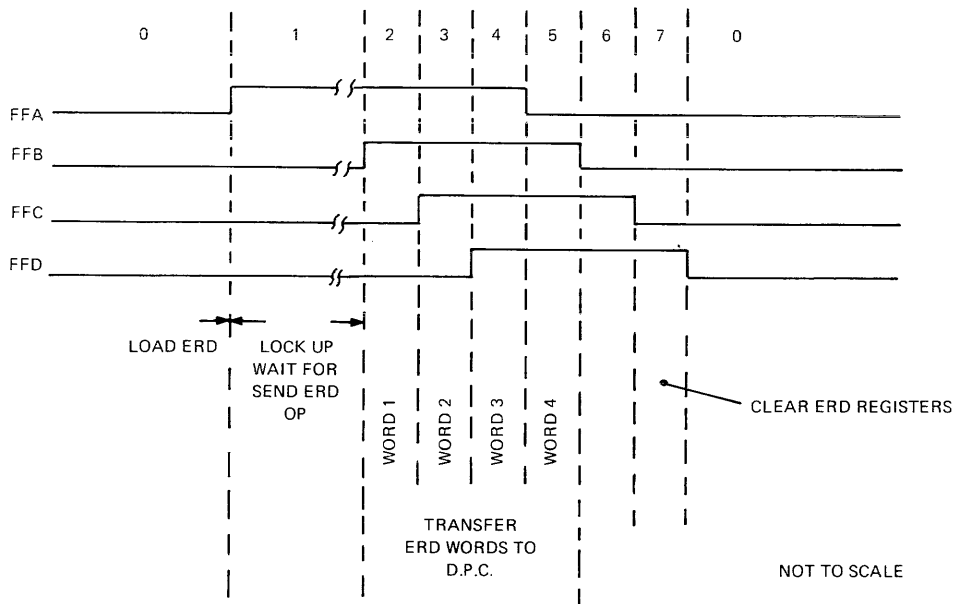 0 1 2 3 4 5 6 7 0
FFA
FFB
FFC
FFD
LOAD ERD
LOCK UP
WAIT FOR
SEND ERD
OP
WORD 1
WORD 2
WORD 3
WORD 4
CLEAR ERD REGISTERS
TRANSFER
ERD WORDS TO
D.P.C.
NOT TO SCALE